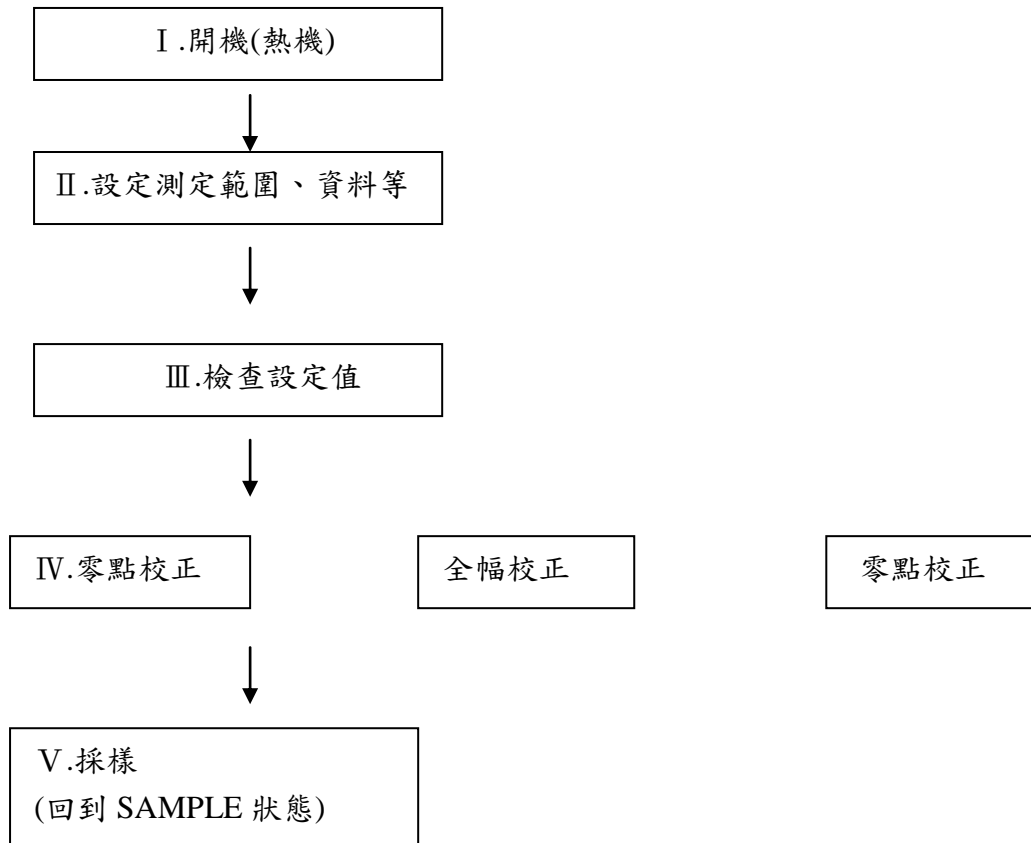 Ⅰ.開機(熱機)
Ⅱ.設定測定範圍、資料等
Ⅲ.檢查設定值
Ⅳ.零點校正
全幅校正
零點校正
Ⅴ.採樣
(回到 SAMPLE 狀態)